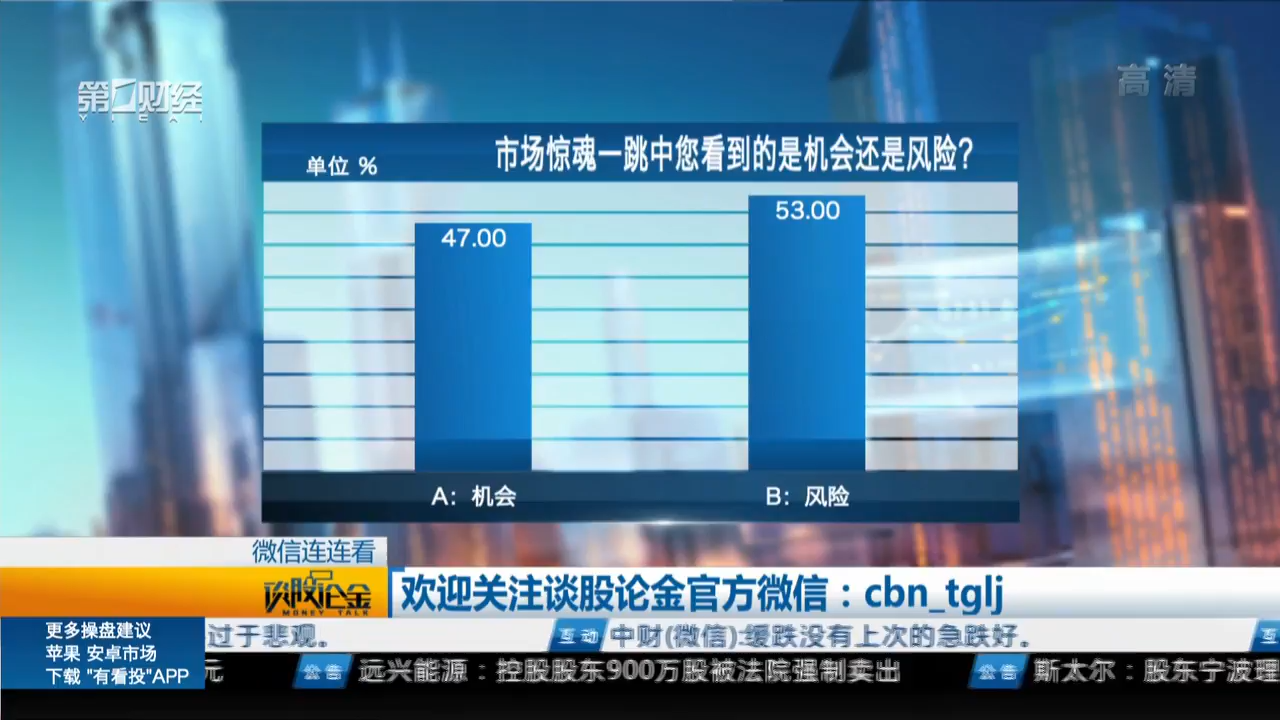 第一财经
YICAI
高清
单位 %
市场惊魂一跳中您看到的是机会还是风险?
47.00
53.00
A: 机会
B: 风险
微信连连看
谈股论金
MONEY TALK
欢迎关注谈股论金官方微信：cbn_tglj
更多操盘建议
苹果 安卓市场
下载 "有看投"APP
过于悲观。 互动 中财(微信):缓跌没有上次的急跌好。 互
元 公告 远兴能源：控股股东900万股被法院强制卖出 公告 斯太尔：股东宁波理